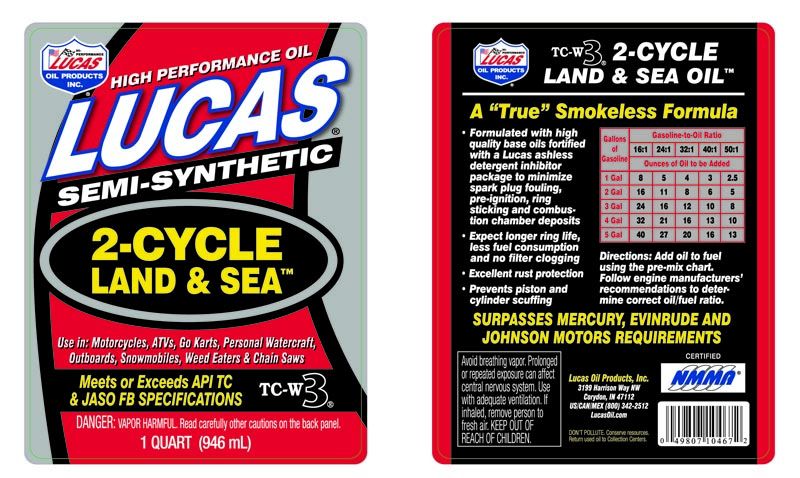 HIGH PERFORMANCE
LUCAS
OIL PRODUCTS
INC.
®
HIGH PERFORMANCE OIL
LUCAS®
SEMI-SYNTHETIC
2-CYCLE
LAND & SEA™
Use in: Motorcycles, ATVs, Go Karts, Personal Watercraft,
Outboards, Snowmobiles, Weed Eaters & Chain Saws
Meets or Exceeds API TC
& JASO FB SPECIFICATIONS
TC-W3®
DANGER: VAPOR HARMFUL. Read carefully other cautions on the back panel.
1 QUART (946 mL)
LUCAS
OIL PRODUCTS
INC.
TC-W3® 2-CYCLE
LAND & SEA OIL™
A “True” Smokeless Formula
• Formulated with high
quality base oils fortified
with a Lucas ashless
detergent inhibitor
package to minimize
spark plug fouling,
pre-ignition, ring
sticking and combus-
tion chamber deposits
• Expect longer ring life,
less fuel consumption
and no filter clogging
• Excellent rust protection
• Prevents piston and
cylinder scuffing
Gallons
of
Gasoline
Gasoline-to-Oil Ratio
16:1 24:1 32:1 40:1 50:1
Ounces of Oil to be Added
1 Gal 8 5 4 3 2.5
2 Gal 16 11 8 6 5
3 Gal 24 16 12 10 8
4 Gal 32 21 16 13 10
5 Gal 40 27 20 16 13
Directions: Add oil to fuel
using the pre-mix chart.
Follow engine manufacturers’
recommendations to deter-
mine correct oil/fuel ratio.
SURPASSES MERCURY, EVINRUDE AND
JOHNSON MOTORS REQUIREMENTS
Avoid breathing vapor. Prolonged
or repeated exposure can affect
central nervous system. Use
with adequate ventilation. If
inhaled, remove person to
fresh air. KEEP OUT OF
REACH OF CHILDREN.
Lucas Oil Products, Inc.
3199 Harrison Way NW
Corydon, IN 47112
US/CAN/MEX (800) 342-2512
LucasOil.com
DON'T POLLUTE. Conserve resources.
Return used oil to Collection Centers.
CERTIFIED
NMMA®
0 49807 10467 2